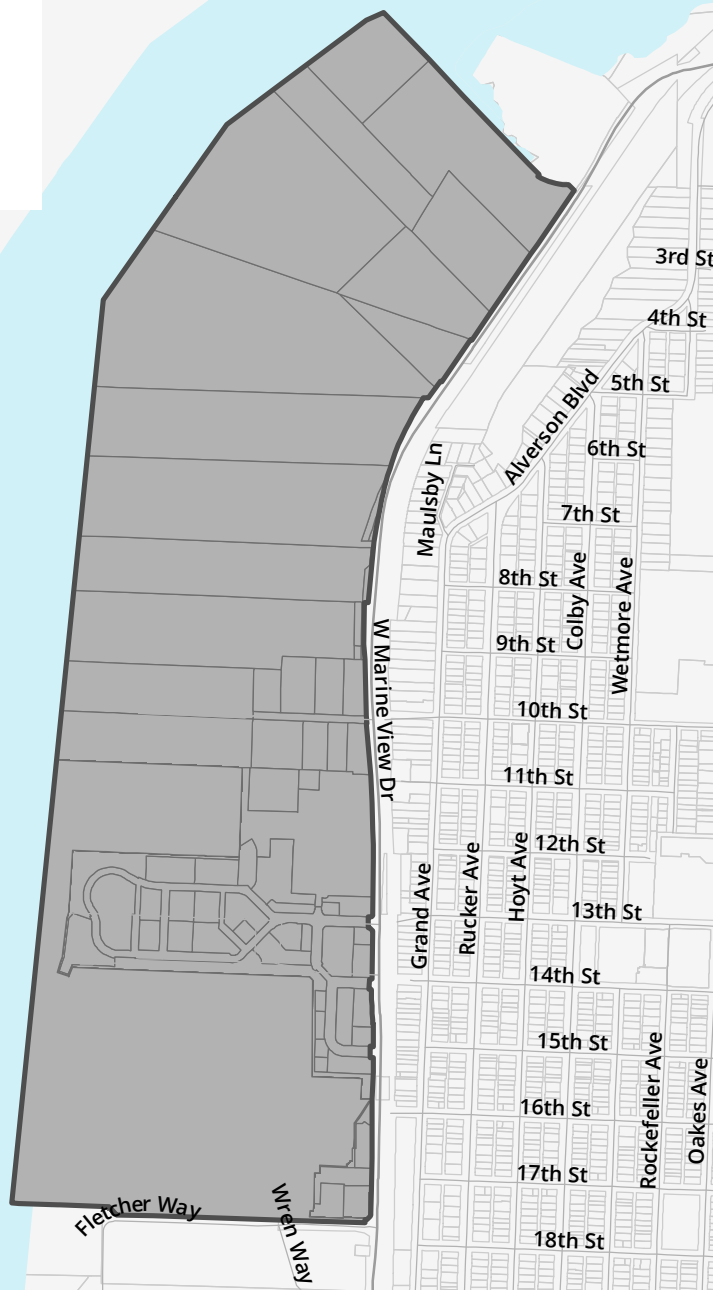 3rd St
4th St
5th St
Alverson Blvd
6th St
Maulsby Ln
7th St
8th St
Colby Ave
Wetmore Ave
9th St
W Marine View Dr
10th St
11th St
12th St
Grand Ave
Rucker Ave
Hoyt Ave
13th St
14th St
15th St
Rockefeller Ave
Oakes Ave
16th St
17th St
Fletcher Way
Wren Way
18th St